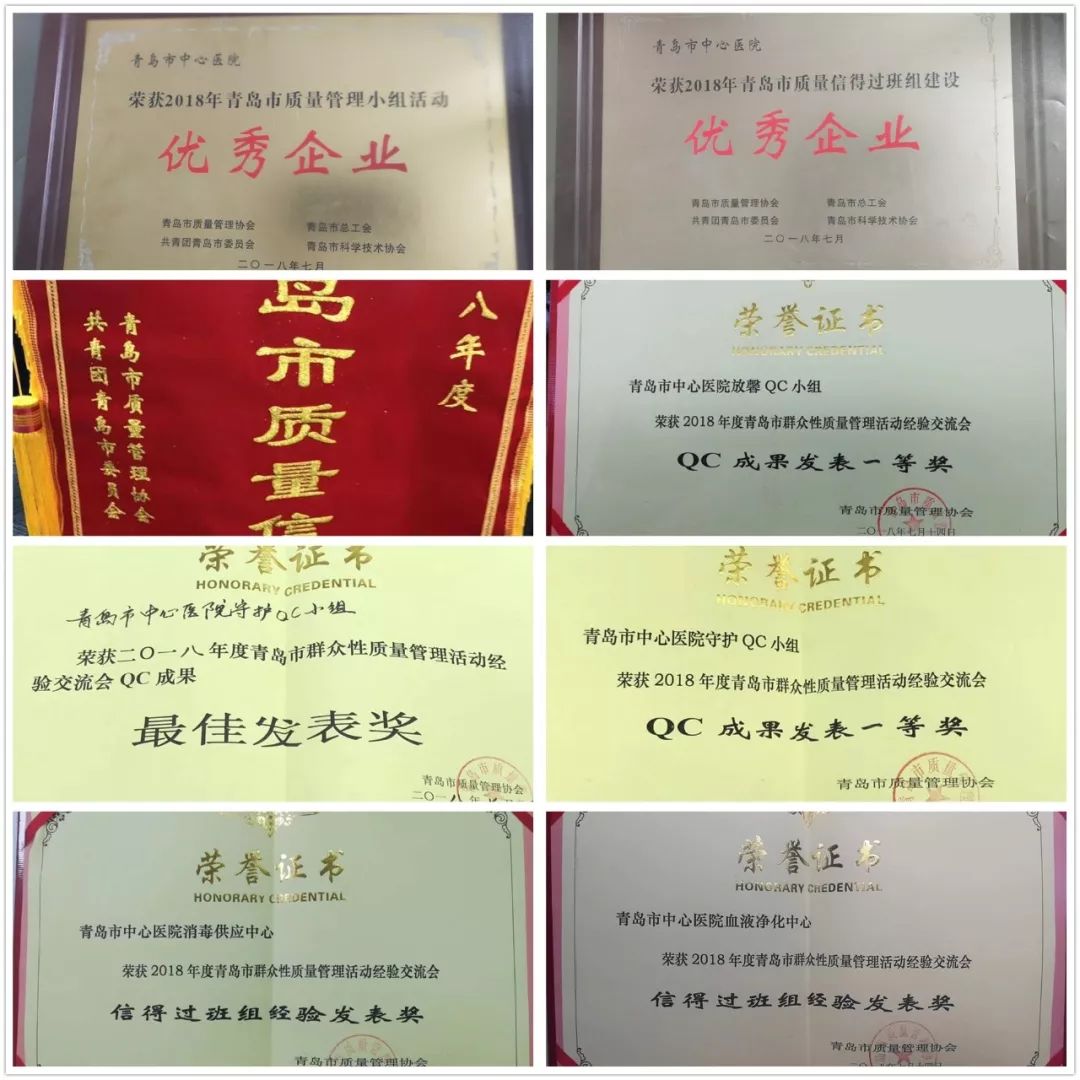 青岛市中心医院
荣获2018年青岛市质量管理小组活动
优秀企业
青岛市质量管理协会 青岛市总工会
共青团青岛市委员会 青岛市科学技术协会
二〇一八年七月
青岛市中心医院
荣获2018年青岛市质量信得过班组建设
优秀企业
青岛市质量管理协会 青岛市总工会
共青团青岛市委员会 青岛市科学技术协会
二〇一八年七月
八年度
岛市质量信
青岛市质量管理协会
共青團青岛市委员会
荣誉证书
HONORARY CREDENTIAL
青岛市中心医院放馨QC小组
荣获2018年度青岛市群众性质量管理活动经验交流会
QC成果发表一等奖
青岛市质量管理协会
二〇一八年七月十四日
荣誉证书
HONORARY CREDENTIAL
青岛市中心医院守护QC小组
荣获二〇一八年度青岛市群众性质量管理活动经
验交流会QC成果
最佳发表奖
青岛市质量管理协会
二〇一八年
荣誉证书
HONORARY CREDENTIAL
青岛市中心医院守护QC小组
荣获2018年度青岛市群众性质量管理活动经验交流会
QC成果发表一等奖
青岛市质量管理协会
荣誉证书
HONORARY CREDENTIAL
青岛市中心医院消毒供应中心
荣获2018年度青岛市群众性质量管理活动经验交流会
信得过班组经验发表奖
青岛市质量管理协会
荣誉证书
HONORARY CREDENTIAL
青岛市中心医院血液净化中心
荣获2018年度青岛市群众性质量管理活动经验交流会
信得过班组经验发表奖
青岛市质量管理协会